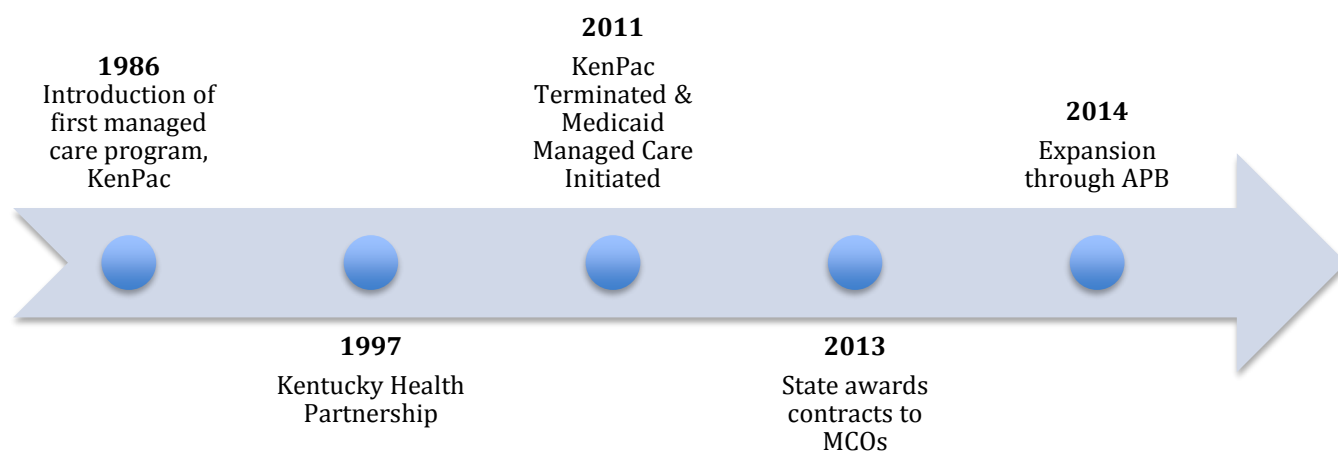 1986
Introduction of
first managed
care program,
KenPac
1997
Kentucky Health
Partnership
2011
KenPac
Terminated &
Medicaid
Managed Care
Initiated
2013
State awards
contracts to
MCOs
2014
Expansion
through APB